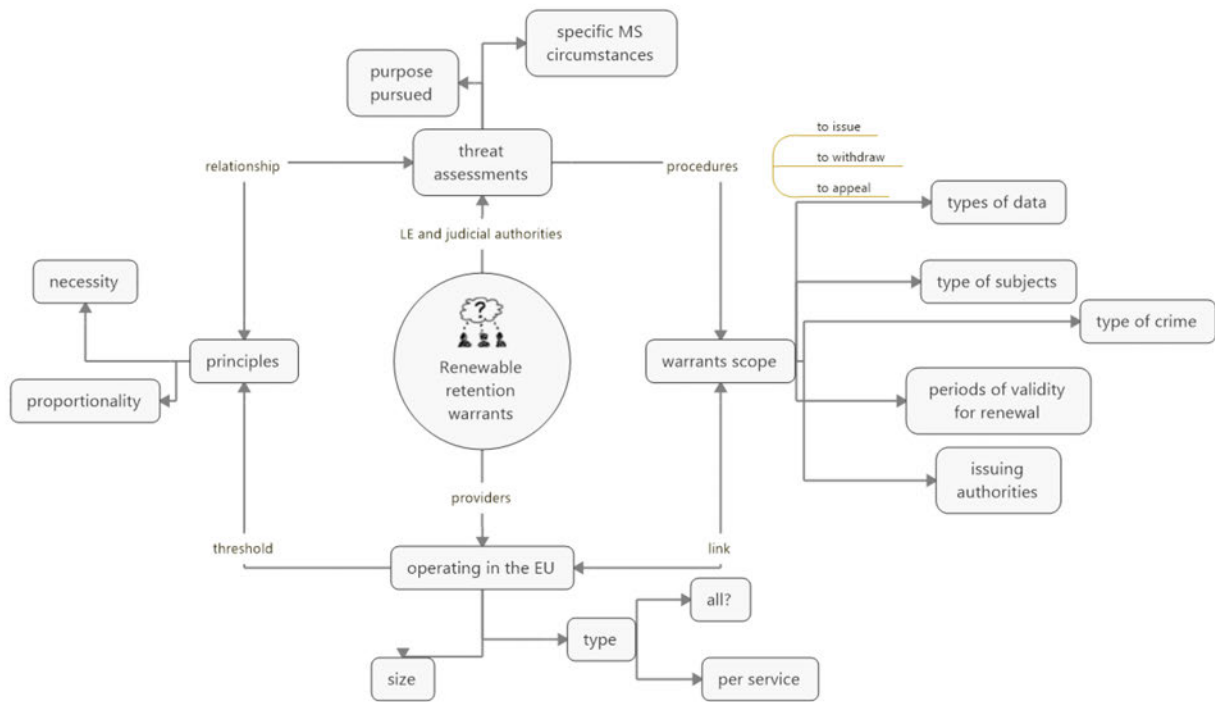 specific MS
circumstances
purpose
pursued
to issue
threat
assessments
relationship
procedures
to withdraw
to appeal
types of data
LE and judicial authorities
necessity
type of subjects
?
type of crime
principles
Renewable
retention
warrants
warrants scope
proportionality
periods of validity
for renewal
issuing
authorities
providers
threshold
operating in the EU
link
all?
type
size
per service